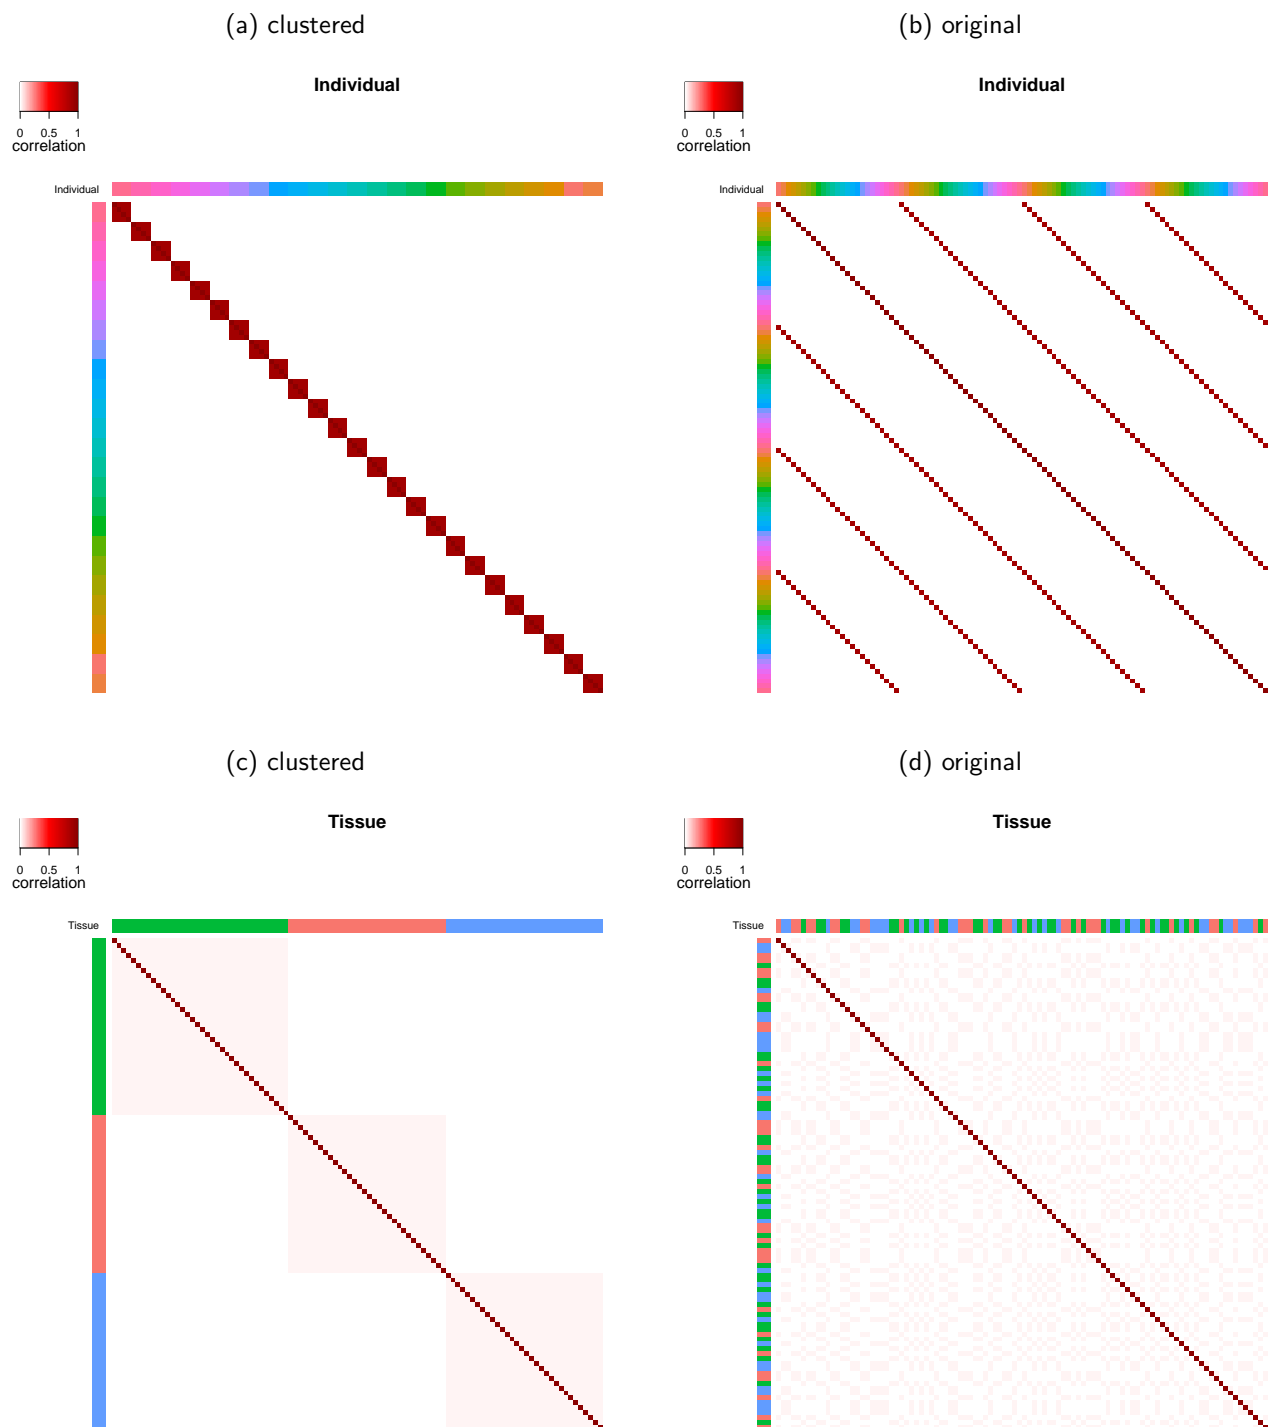 (a) clustered
Individual
0 0.5 1
correlation
Individual
(b) original
Individual
0 0.5 1
correlation
Individual
(c) clustered
Tissue
0 0.5 1
correlation
Tissue
(d) original
Tissue
0 0.5 1
correlation
Tissue